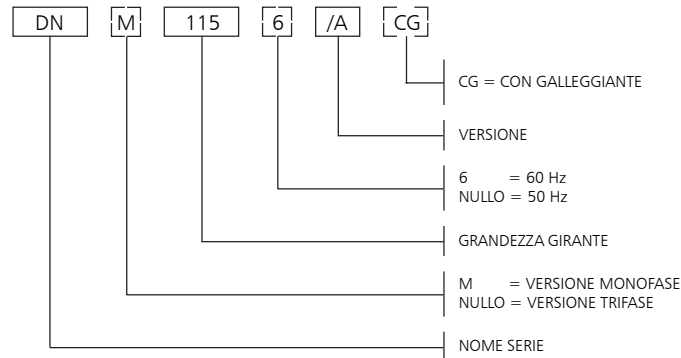 DN M 115 6 /A CG
CG = CON GALLEGGIANTE
VERSIONE
6 = 60 Hz
NULLO = 50 Hz
GRANDEZZA GIRANTE
M = VERSIONE MONOFASE
NULLO = VERSIONE TRIFASE
NOME SERIE